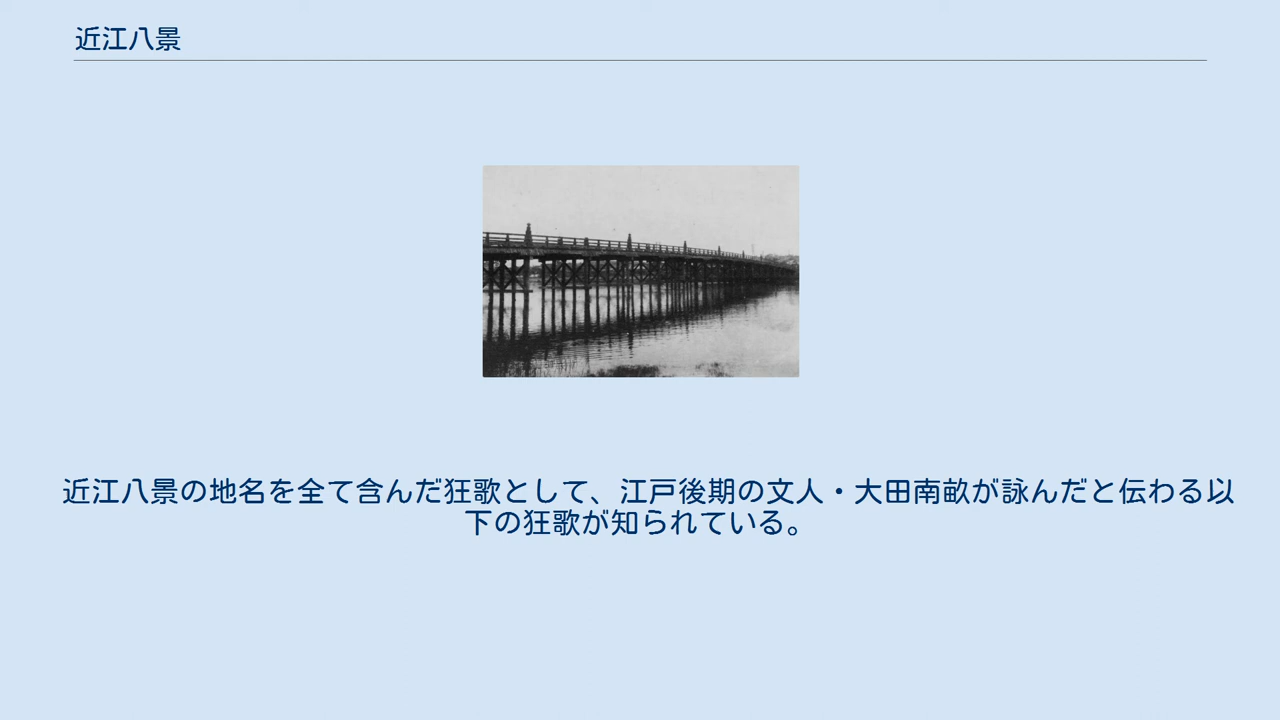 近江八景
近江八景の地名を全て含んだ狂歌として、江戸後期の文人・大田南畝が詠んだと伝わる以
下の狂歌が知られている。